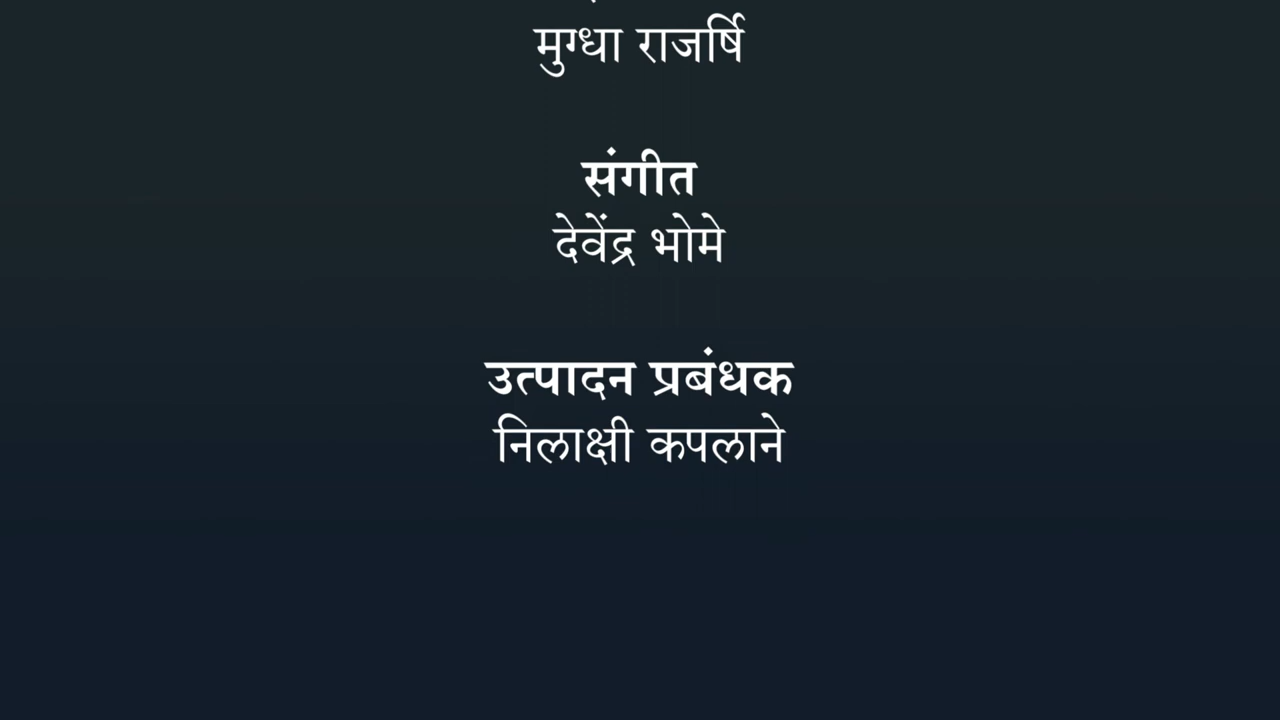 मुग्धा राजर्षि
संगीत
देवेंद्र भोमे
उत्पादन प्रबंधक
निलाक्षी कपलाने